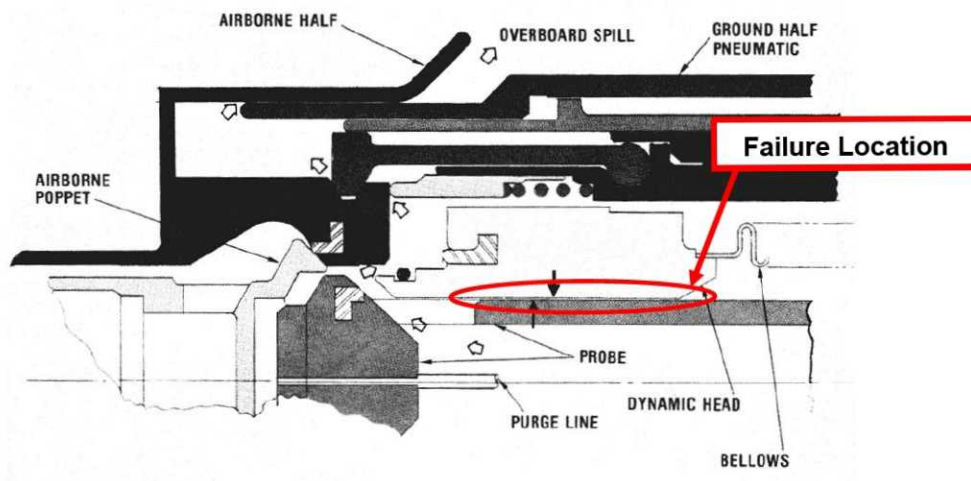 AIRBORNE HALF
OVERBOARD SPILL
GROUND HALF
PNEUMATIC
Failure Location
AIRBORNE
POPPET
PROBE
PURGE LINE
DYNAMIC HEAD
BELLOWS